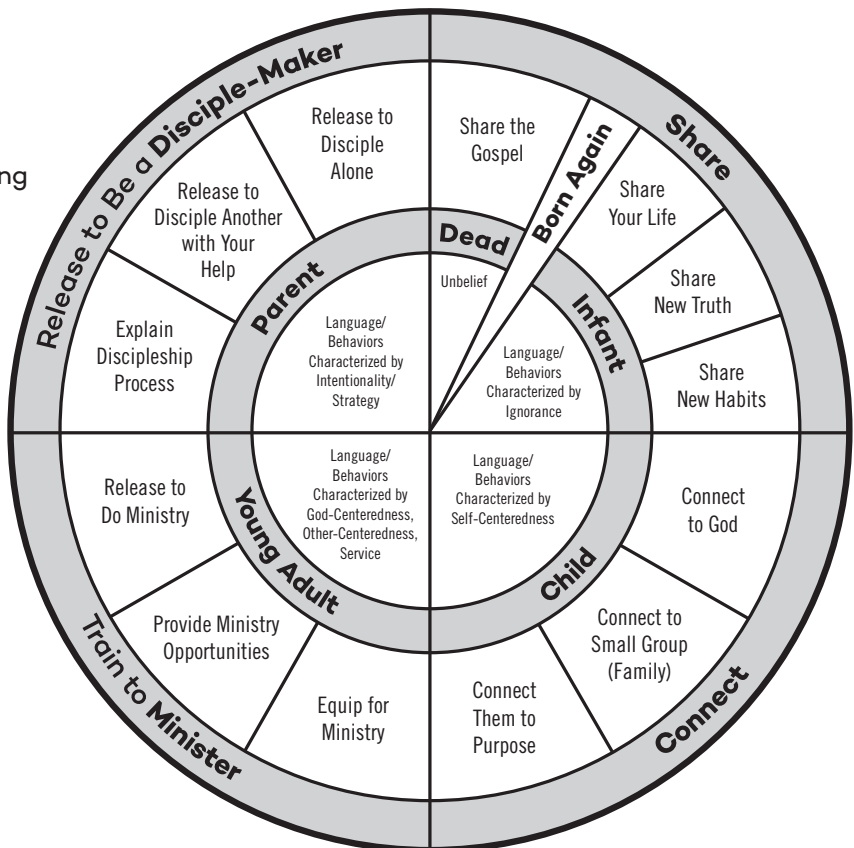 ng
Release to Be a Disciple-Maker
Share
Connect
Train to Minister
Share the
Gospel
Born Again
Share
Your Life
Share
New Truth
Share
New Habits
Connect
to God
Connect to
Small Group
(Family)
Connect
Them to
Purpose
Equip for
Ministry
Provide Ministry
Opportunities
Release to
Do Ministry
Explain
Discipleship
Process
Release to
Disciple Another
with Your
Help
Release to
Disciple
Alone
Dead
Infant
Child
Young Adult
Parent
Unbelief
Language/
Behaviors
Characterized by
Ignorance
Language/
Behaviors
Characterized by
Self-Centeredness
Language/
Behaviors
Characterized by
God-Centeredness,
Other-Centeredness,
Service
Language/
Behaviors
Characterized by
Intentionality/
Strategy